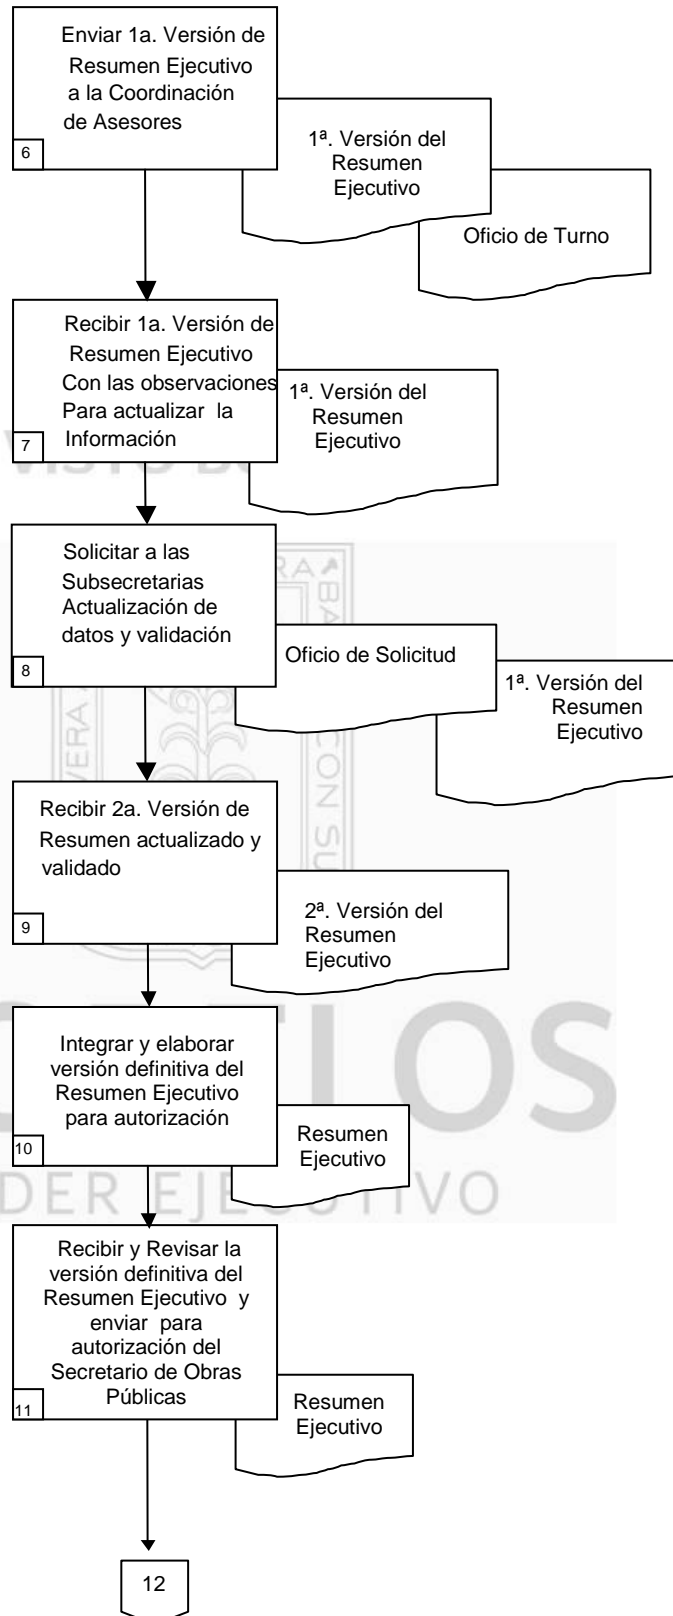 Enviar 1a. Versión de
Resumen Ejecutivo
a la Coordinación
de Asesores
6
1ª. Versión del
Resumen
Ejecutivo
Oficio de Turno
Recibir 1a. Versión de
Resumen Ejecutivo
Con las observaciones
Para actualizar la
Información
7
1ª. Versión del
Resumen
Ejecutivo
Solicitar a las
Subsecretarias
Actualización de
datos y validación
8
Oficio de Solicitud
1ª. Versión del
Resumen
Ejecutivo
Recibir 2a. Versión de
Resumen actualizado y
validado
9
2ª. Versión del
Resumen
Ejecutivo
Integrar y elaborar
versión definitiva del
Resumen Ejecutivo
para autorización
10
Resumen
Ejecutivo
DER EJECUTIVO
Recibir y Revisar la
versión definitiva del
Resumen Ejecutivo y
enviar para
autorización del
Secretario de Obras
Públicas
11
Resumen
Ejecutivo
12